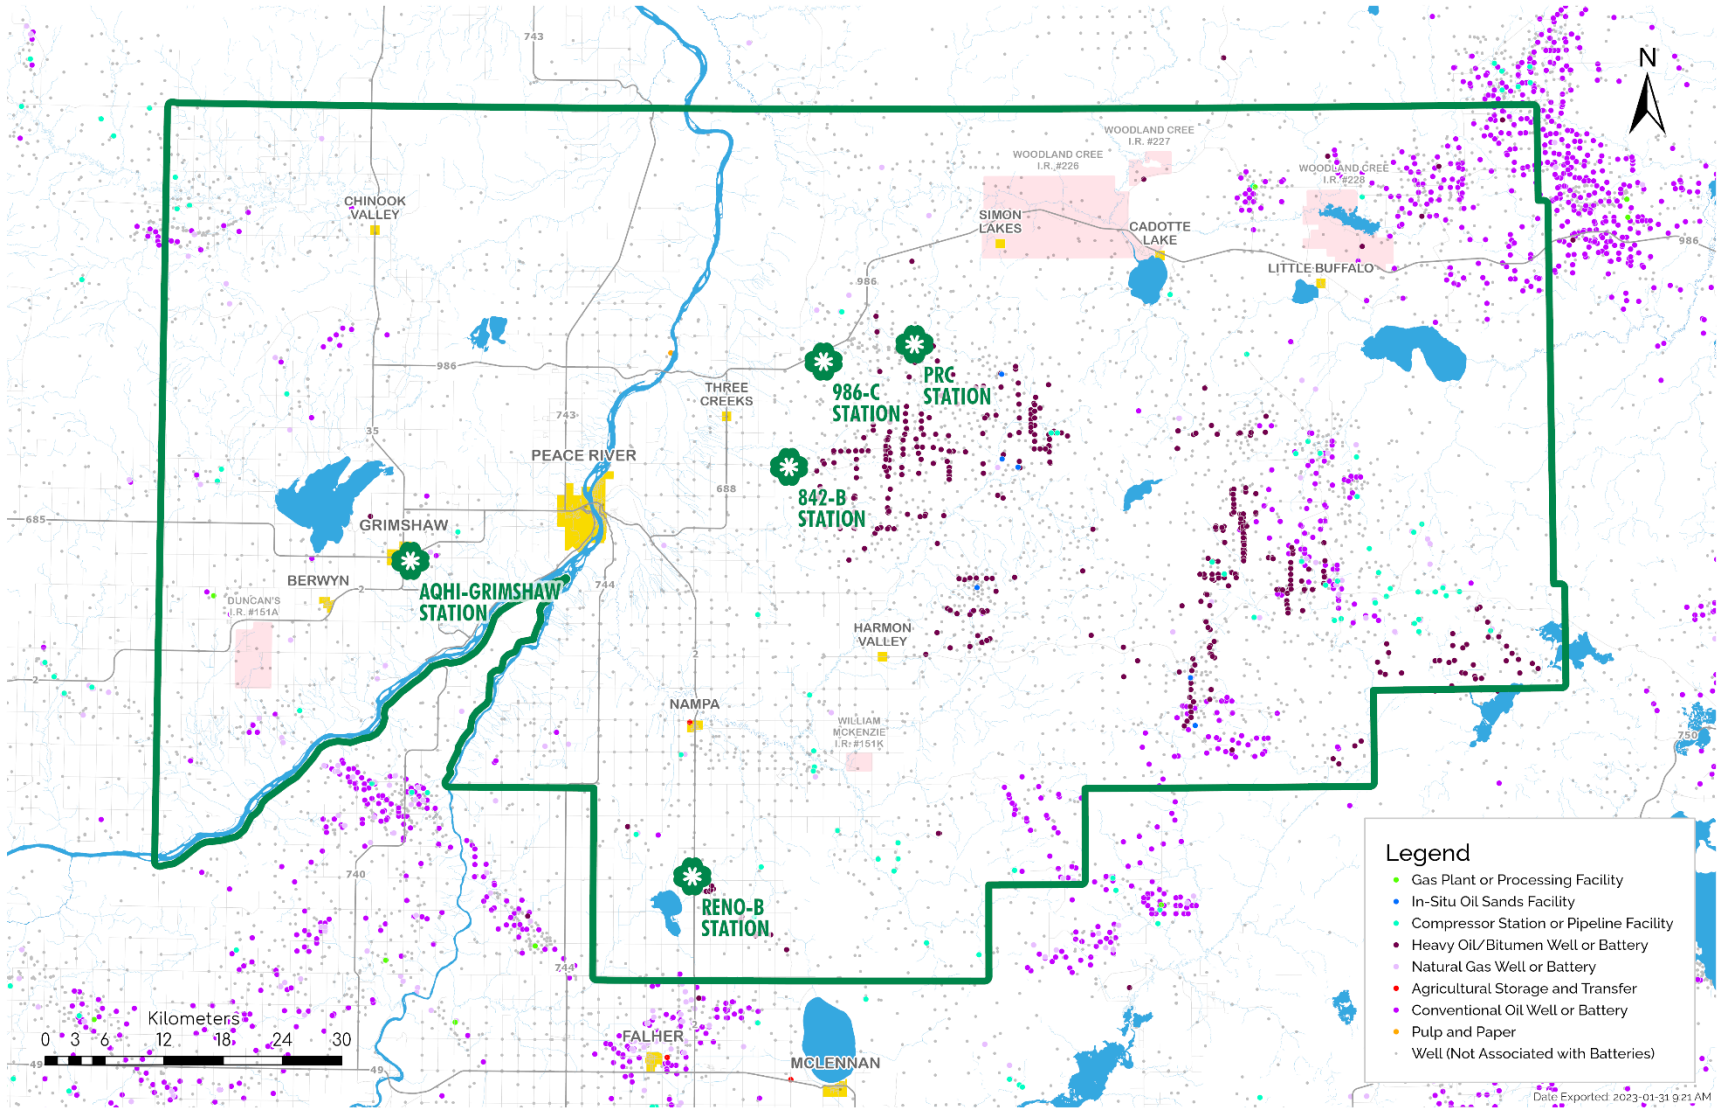 743
N
WOODLAND CREE
I.R. #227
WOODLAND CREE
I.R. #226
WOODLAND CREE
I.R. #228
CHINOOK
VALLEY
SIMON
LAKES
CADOTTE
LAKE
986
LITTLE BUFFALO
986
986
THREE
CREEKS
986-C
STATION
PRC
STATION
743
35
PEACE RIVER
688
842-B
STATION
685
GRIMSHAW
BERWYN
2
744
AQHI-GRIMSHAW
STATION
DUNCAN'S
I.R. #151A
HARMON
VALLEY
2
2
NAMPA
WILLIAM
MCKENZIE
I.R. #151K
750
740
RENO-B
STATION
744
Legend
Gas Plant or Processing Facility
In-Situ Oil Sands Facility
Compressor Station or Pipeline Facility
Heavy Oil/Bitumen Well or Battery
Natural Gas Well or Battery
Agricultural Storage and Transfer
Conventional Oil Well or Battery
Pulp and Paper
Well (Not Associated with Batteries)
Kilometers
0 3 6 12 18 24 30
2
FALHER
MCLENNAN
49
49
Date Exported: 2023-01-31 9:21 AM